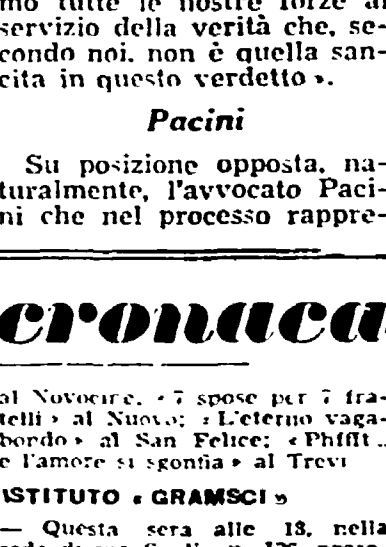 mo tutte le nostre forze al
servizio della verità che, se-
condo noi, non è quella san-
cita in questo verdetto ».
Pacini
Su posizione opposta, na-
turalmente, l'avvocato Paci-
ni che nel processo rappre-
cronaca
al Novocine, « 7 spose per 7 fra-
telli » al Nuovo; « L'eterno vaga-
bondo » al San Felice; « Phffft ..
e l'amore si sgonfia » al Trevi
ISTITUTO « GRAMSCI »
— Questa sera alle 18, nella